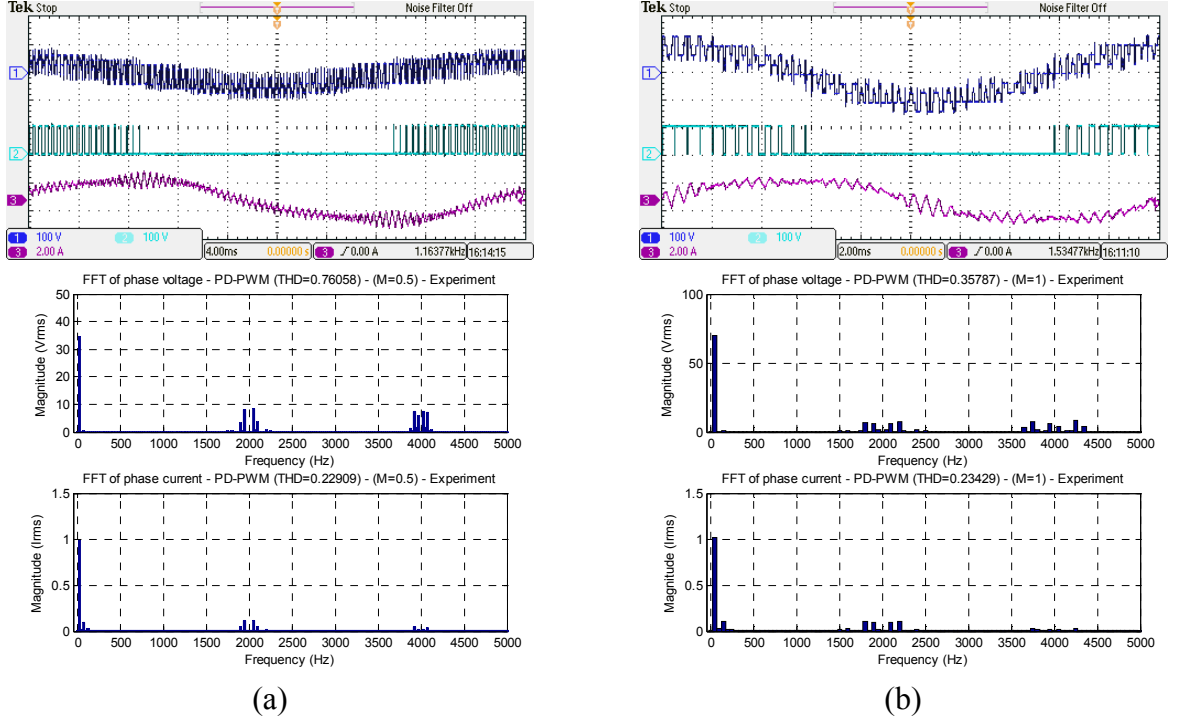 Tek Stop
Noise Filter Off
1
2
3
1 100 V 2 100 V
3 2.00 A
4.00ms 0.00000 s 3 0.00 A 1.16377kHz 16:14:15
FFT of phase voltage - PD-PWM (THD=0.76058) - (M=0.5) - Experiment
Magnitude (Vrms)
50
40
30
20
10
0
0 500 1000 1500 2000 2500 3000 3500 4000 4500 5000
Frequency (Hz)
FFT of phase current - PD-PWM (THD=0.22909) - (M=0.5) - Experiment
Magnitude (Irms)
1.5
1
0.5
0
0 500 1000 1500 2000 2500 3000 3500 4000 4500 5000
Frequency (Hz)
(a)
Tek Stop
Noise Filter Off
1
2
3
1 100 V 2 100 V
3 2.00 A
2.00ms 0.00000 s 3 0.00 A 1.53477kHz 16:11:10
FFT of phase voltage - PD-PWM (THD=0.35787) - (M=1) - Experiment
Magnitude (Vrms)
100
50
0
0 500 1000 1500 2000 2500 3000 3500 4000 4500 5000
Frequency (Hz)
FFT of phase current - PD-PWM (THD=0.23429) - (M=1) - Experiment
Magnitude (Irms)
1.5
1
0.5
0
0 500 1000 1500 2000 2500 3000 3500 4000 4500 5000
Frequency (Hz)
(b)